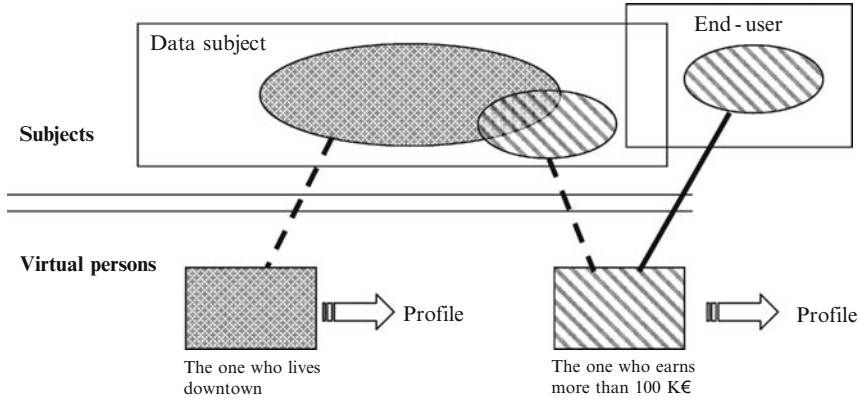 Data subject
End - user
Subjects
Virtual persons
Profile
Profile
The one who lives
downtown
The one who earns
more than 100 K€